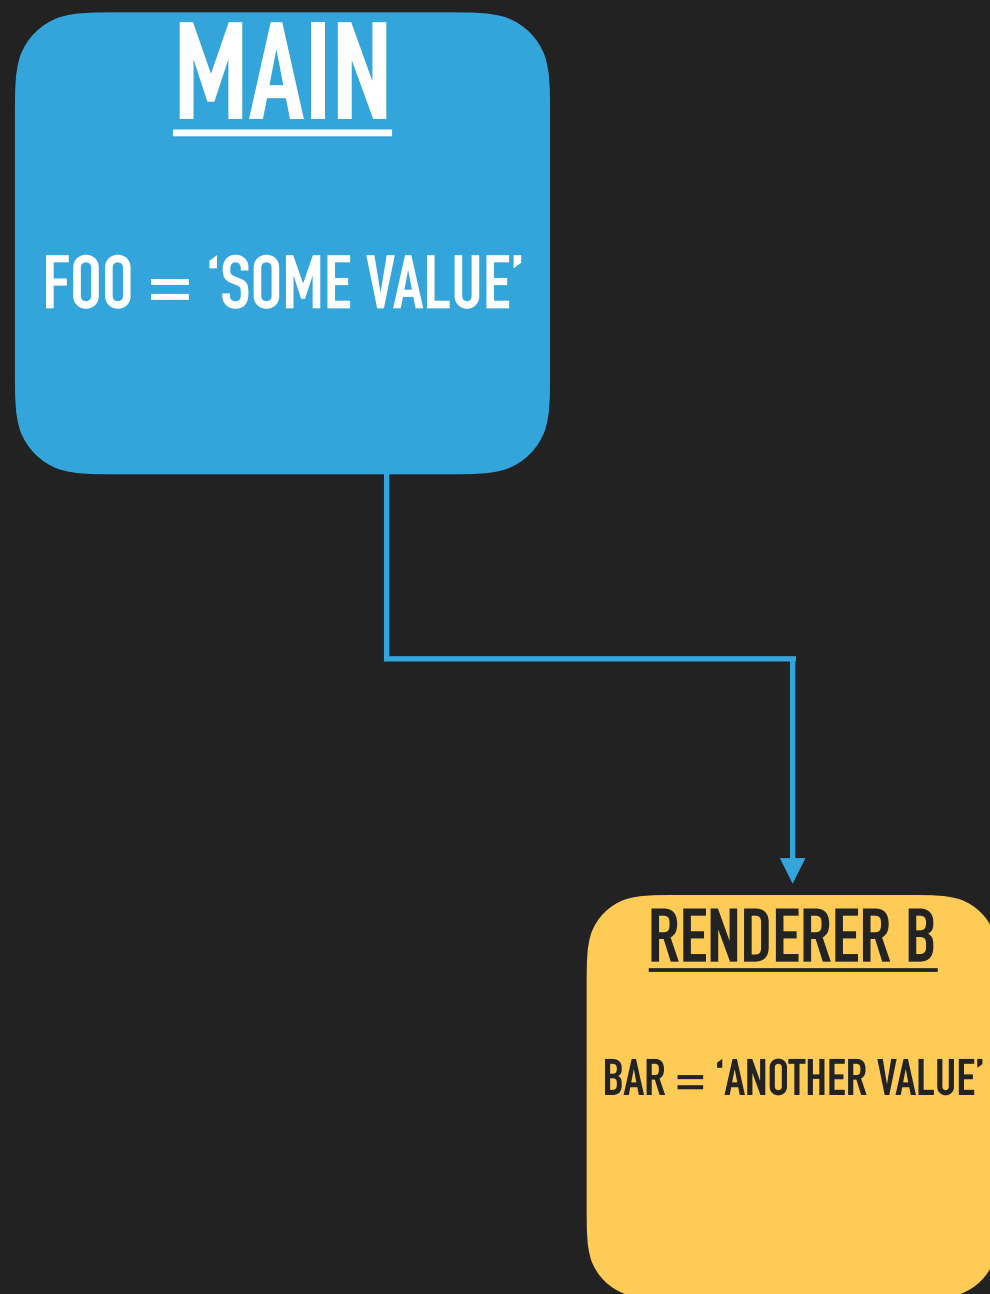 MAIN
FOO = ‘SOME VALUE’
RENDERER B
BAR = ‘ANOTHER VALUE’